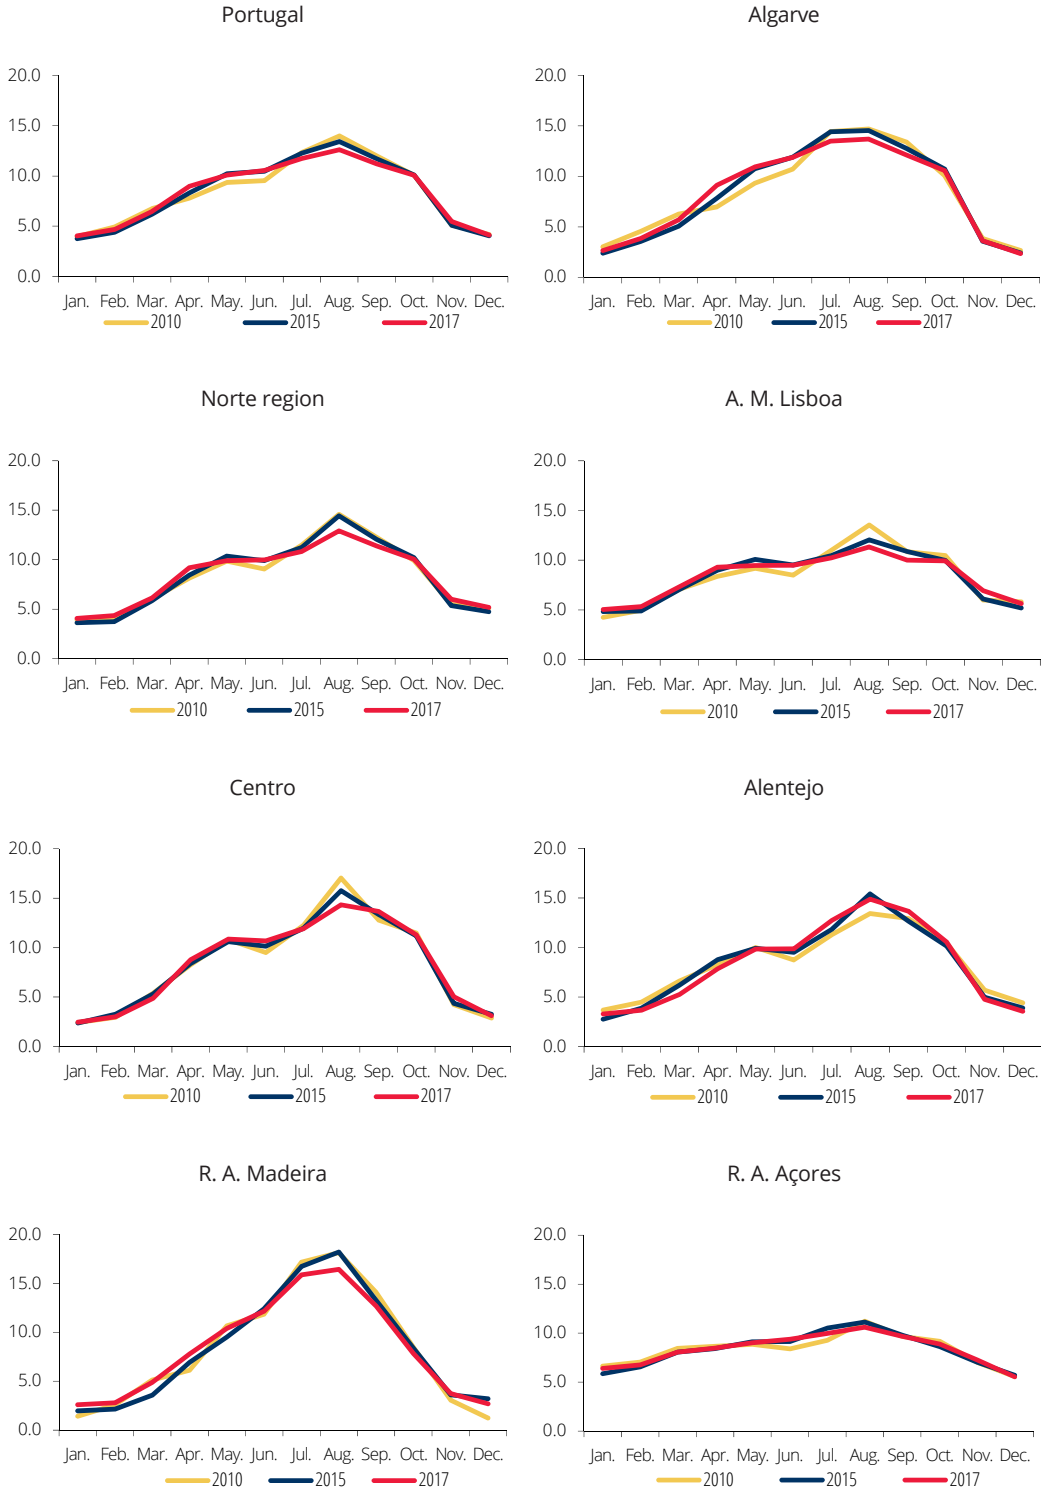 Portugal
20.0
15.0
10.0
5.0
0.0
Jan. Feb. Mar. Apr. May. Jun. Jul. Aug. Sep. Oct. Nov. Dec.
2010 2015 2017
Algarve
20.0
15.0
10.0
5.0
0.0
Jan. Feb. Mar. Apr. May. Jun. Jul. Aug. Sep. Oct. Nov. Dec.
2010 2015 2017
Norte region
20.0
15.0
10.0
5.0
0.0
Jan. Feb. Mar. Apr. May. Jun. Jul. Aug. Sep. Oct. Nov. Dec.
2010 2015 2017
A. M. Lisboa
20.0
15.0
10.0
5.0
0.0
Jan. Feb. Mar. Apr. May. Jun. Jul. Aug. Sep. Oct. Nov. Dec.
2010 2015 2017
Centro
20.0
15.0
10.0
5.0
0.0
Jan. Feb. Mar. Apr. May. Jun. Jul. Aug. Sep. Oct. Nov. Dec.
2010 2015 2017
Alentejo
20.0
15.0
10.0
5.0
0.0
Jan. Feb. Mar. Apr. May. Jun. Jul. Aug. Sep. Oct. Nov. Dec.
2010 2015 2017
R. A. Madeira
20.0
15.0
10.0
5.0
0.0
Jan. Feb. Mar. Apr. May. Jun. Jul. Aug. Sep. Oct. Nov. Dec.
2010 2015 2017
R. A. Açores
20.0
15.0
10.0
5.0
0.0
Jan. Feb. Mar. Apr. May. Jun. Jul. Aug. Sep. Oct. Nov. Dec.
2010 2015 2017